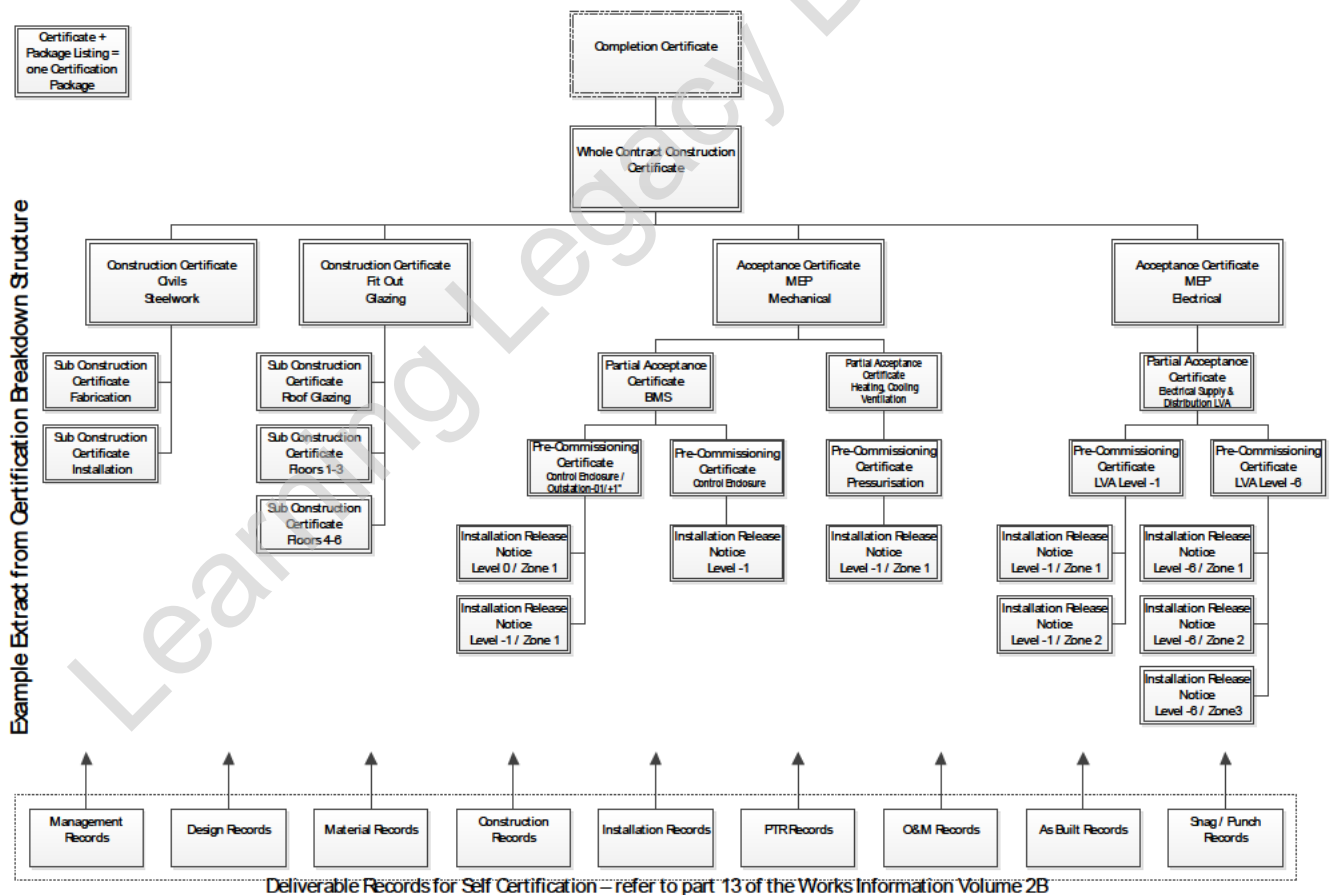 Certificate +
Package Listing =
one Certification
Package
Completion Certificate
Whole Contract Construction
Certificate
Example Extract from Certification Breakdown Structure
Construction Certificate
Civils
Steelwork
Construction Certificate
Fit Out
Glazing
Acceptance Certificate
MEP
Mechanical
Acceptance Certificate
MEP
Electrical
Sub Construction
Certificate
Fabrication
Sub Construction
Certificate
Installation
Sub Construction
Certificate
Roof Glazing
Sub Construction
Certificate
Floors 1-3
Sub Construction
Certificate
Floors 4-6
Partial Acceptance
Certificate
BMS
Partial Acceptance
Certificate
Heating, Cooling
Ventilation
Partial Acceptance
Certificate
Electrical Supply &
Distribution LVA
Pre-Commissioning
Certificate
Control Enclosure /
Outstation-01/+1"
Pre-Commissioning
Certificate
Control Enclosure
Pre-Commissioning
Certificate
Pressurisation
Pre-Commissioning
Certificate
LVA Level -1
Pre-Commissioning
Certificate
LVA Level -6
Installation Release
Notice
Level 0 / Zone 1
Installation Release
Notice
Level -1 / Zone 1
Installation Release
Notice
Level -1
Installation Release
Notice
Level -1 / Zone 1
Installation Release
Notice
Level -1 / Zone 1
Installation Release
Notice
Level -1 / Zone 2
Installation Release
Notice
Level -6 / Zone 1
Installation Release
Notice
Level -6 / Zone 2
Installation Release
Notice
Level -6 / Zone3
Management
Records
Design Records
Material Records
Construction
Records
Installation Records
PTR Records
O&M Records
As Built Records
Snag / Punch
Records
Deliverable Records for Self Certification – refer to part 13 of the Works Information Volume 2B
Learning Legacy